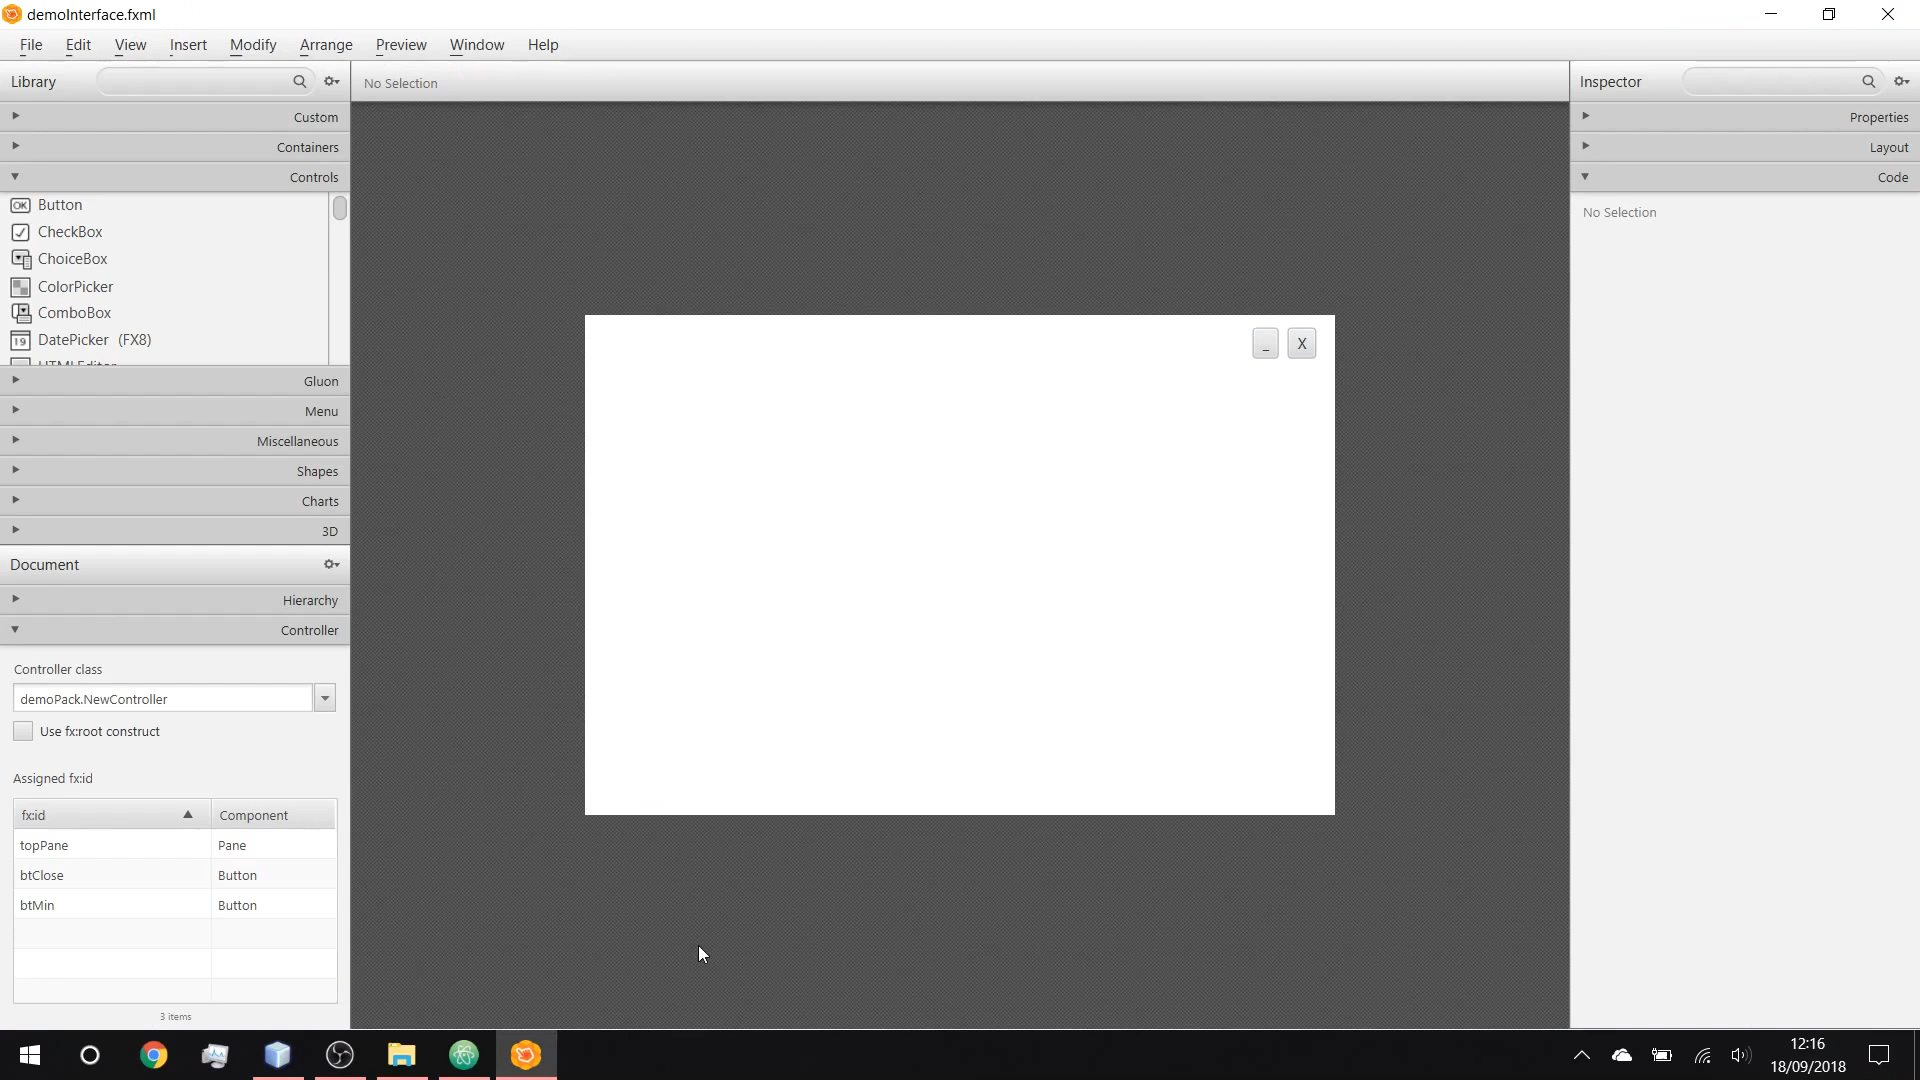 demoInterface.fxml
File Edit View Insert Modify Arrange Preview Window Help
Library
No Selection
Inspector
Custom
Containers
Controls
Button
CheckBox
ChoiceBox
ColorPicker
ComboBox
DatePicker (FX8)
HTMLEditor
Gluon
Menu
Miscellaneous
Shapes
Charts
3D
Document
Hierarchy
Controller
Controller class
demoPack.NewController
Use fx:root construct
Assigned fx:id
fx:id Component
topPane Pane
btClose Button
btMin Button
3 items
_ X
Properties
Layout
Code
No Selection
OK
19
12:16
18/09/2018